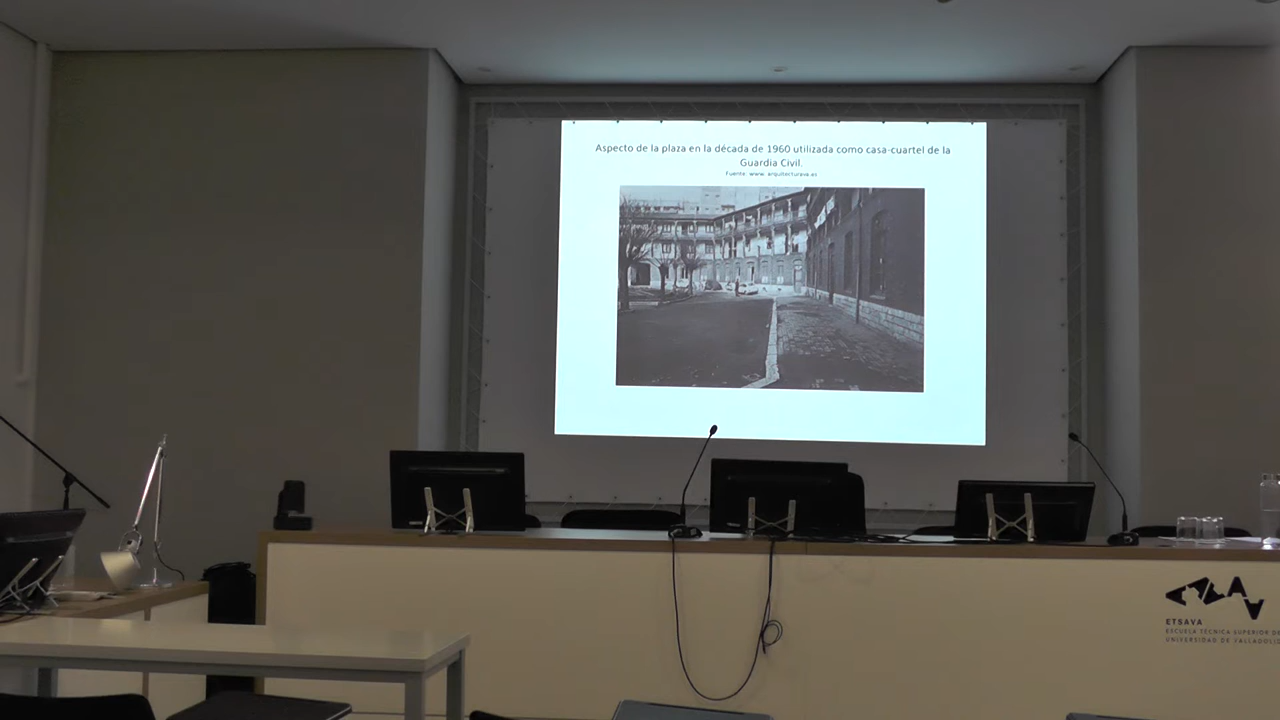 Aspecto de la plaza en la década de 1960 utilizada como casa-cuartel de la
Guardia Civil.
Fuente: www. arquitecturava.es
ETSAVA
ESCUELA TÉCNICA SUPERIOR DE
UNIVERSIDAD DE VALLADOLID